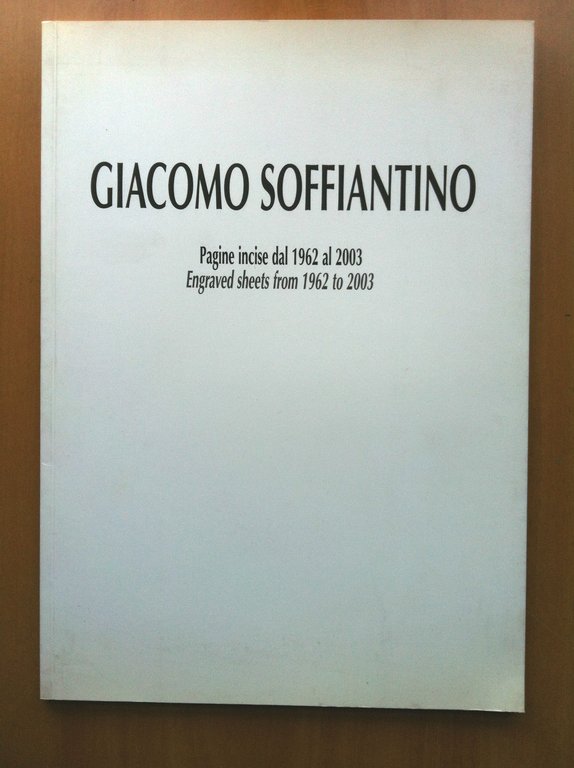 GIACOMO SOFFIANTINO
Pagine incise dal 1962 al 2003
Engraved sheets from 1962 to 2003